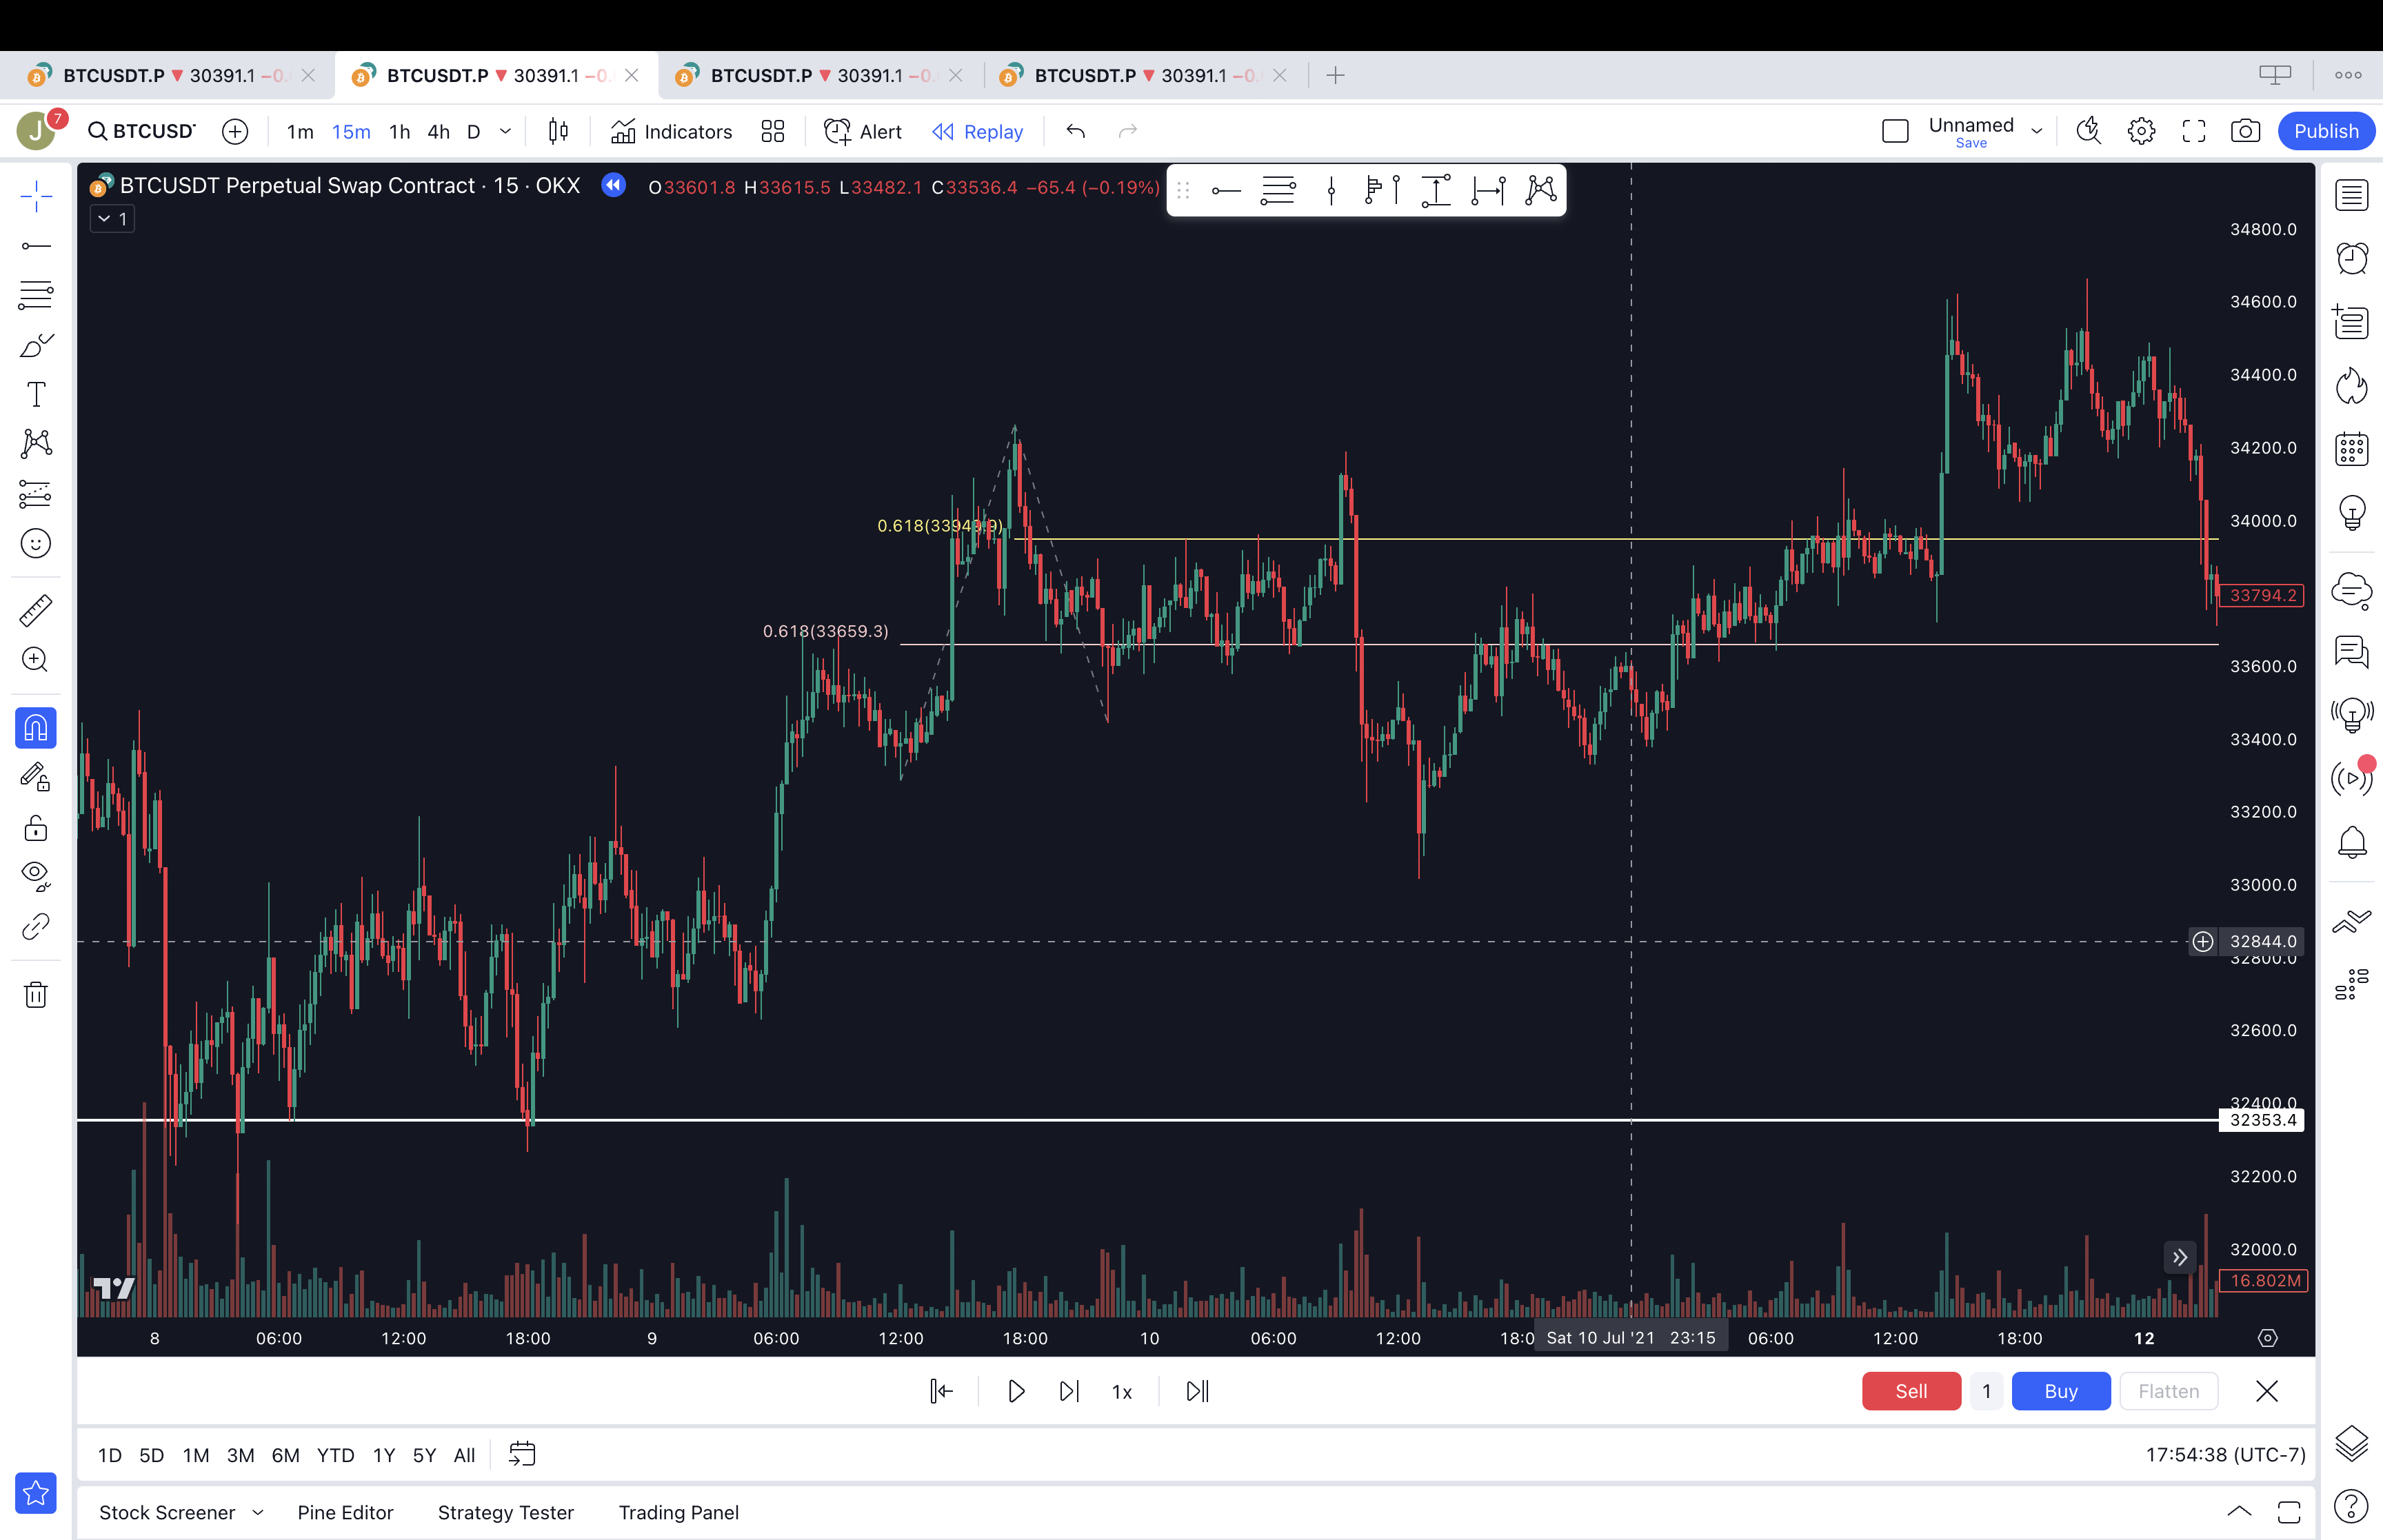 BTCUSDT.P ▼ 30391.1 −0. BTCUSDT.P ▼ 30391.1 −0. BTCUSDT.P ▼ 30391.1 −0. BTCUSDT.P ▼ 30391.1 −0.
J 7 BTCUSD 1m 15m 1h 4h D Indicators Alert Replay Unnamed Publish
Save
BTCUSDT Perpetual Swap Contract · 15 · OKX O33601.8 H33615.5 L33482.1 C33536.4 −65.4 (−0.19%)
1
34800.0
34600.0
34400.0
34200.0
34000.0
0.618(33949.9)
33794.2
0.618(33659.3)
33600.0
33400.0
33200.0
33000.0
32844.0
32800.0
32600.0
32400.0
32353.4
32200.0
32000.0
16.802M
8 06:00 12:00 18:00 9 06:00 12:00 18:00 10 06:00 12:00 18:0 Sat 10 Jul '21 23:15 06:00 12:00 18:00 12
1x Sell 1 Buy Flatten
1D 5D 1M 3M 6M YTD 1Y 5Y All 17:54:38 (UTC-7)
Stock Screener Pine Editor Strategy Tester Trading Panel